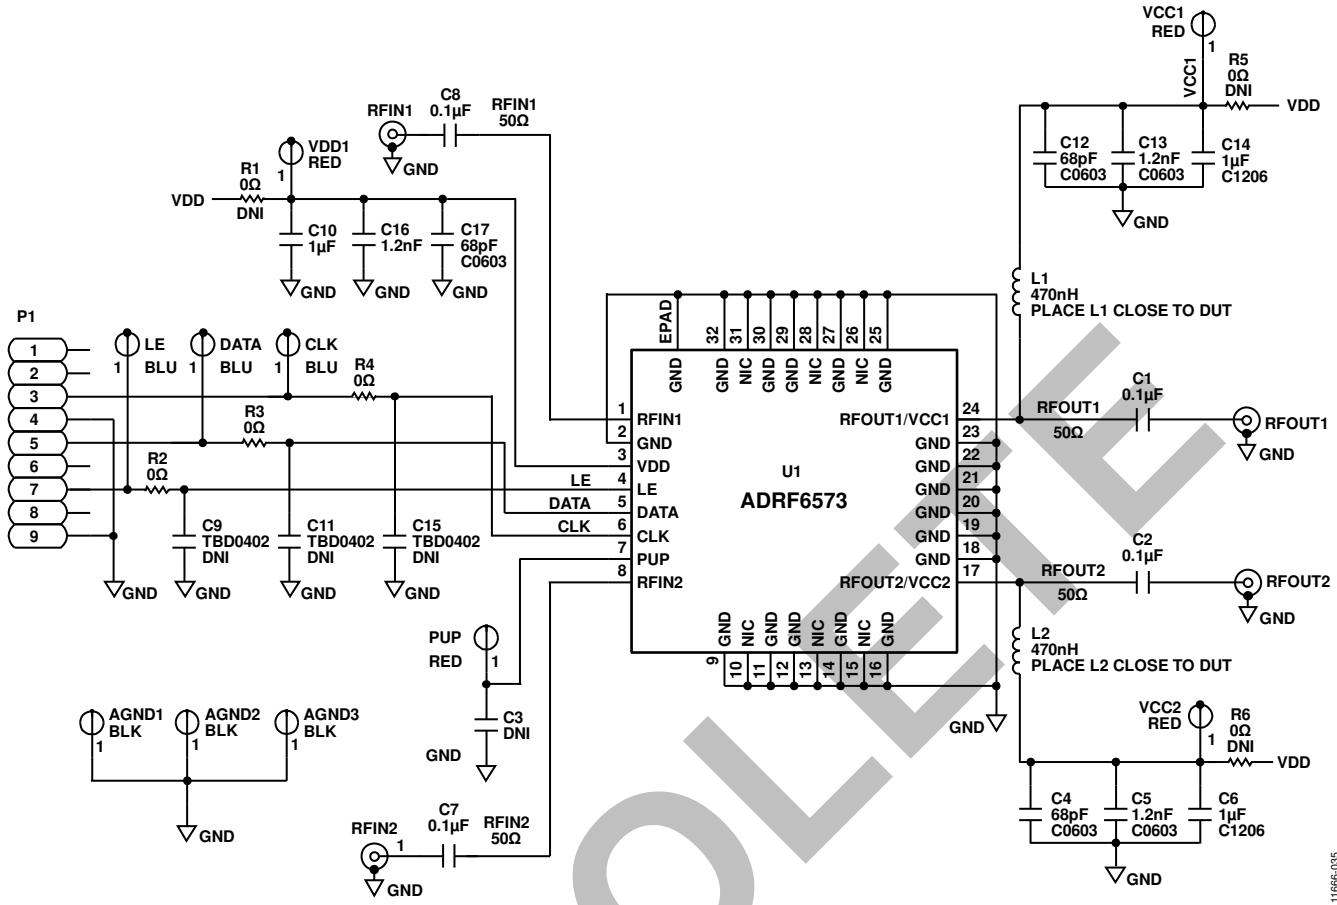 VCC1
RED
1
VCC1
R5
0Ω
DNI
VDD
C12
68pF
C0603
C13
1.2nF
C0603
C14
1µF
C1206
GND
RFIN1
C8
0.1µF
RFIN1
50Ω
GND
VDD1
RED
1
R1
0Ω
DNI
VDD
C10
1µF
C16
1.2nF
C17
68pF
C0603
GND
GND
GND
L1
470nH
PLACE L1 CLOSE TO DUT
P1
1
2
3
4
5
6
7
8
9
LE
BLU
1
DATA
BLU
1
CLK
BLU
1
R4
0Ω
R3
0Ω
R2
0Ω
C9
TBD0402
DNI
C11
TBD0402
DNI
C15
TBD0402
DNI
GND
GND
GND
GND
LE
DATA
CLK
EPAD
32
31
30
29
28
27
26
25
GND
GND
NIC
GND
GND
NIC
GND
NIC
GND
1
RFIN1
2
GND
3
VDD
4
LE
5
DATA
6
CLK
7
PUP
8
RFIN2
U1
ADRF6573
RFOUT1/VCC1
24
GND
23
GND
22
GND
21
GND
20
GND
19
GND
18
RFOUT2/VCC2
17
GND
NIC
GND
GND
NIC
GND
NIC
GND
9
10
11
12
13
14
15
16
GND
RFOUT1
50Ω
C1
0.1µF
RFOUT1
GND
RFOUT2
50Ω
C2
0.1µF
RFOUT2
GND
L2
470nH
PLACE L2 CLOSE TO DUT
PUP
RED
1
C3
DNI
GND
AGND1
BLK
1
AGND2
BLK
1
AGND3
BLK
1
GND
RFIN2
1
C7
0.1µF
RFIN2
50Ω
GND
VCC2
RED
1
R6
0Ω
DNI
VDD
C4
68pF
C0603
C5
1.2nF
C0603
C6
1µF
C1206
GND
11666-035
OLETE